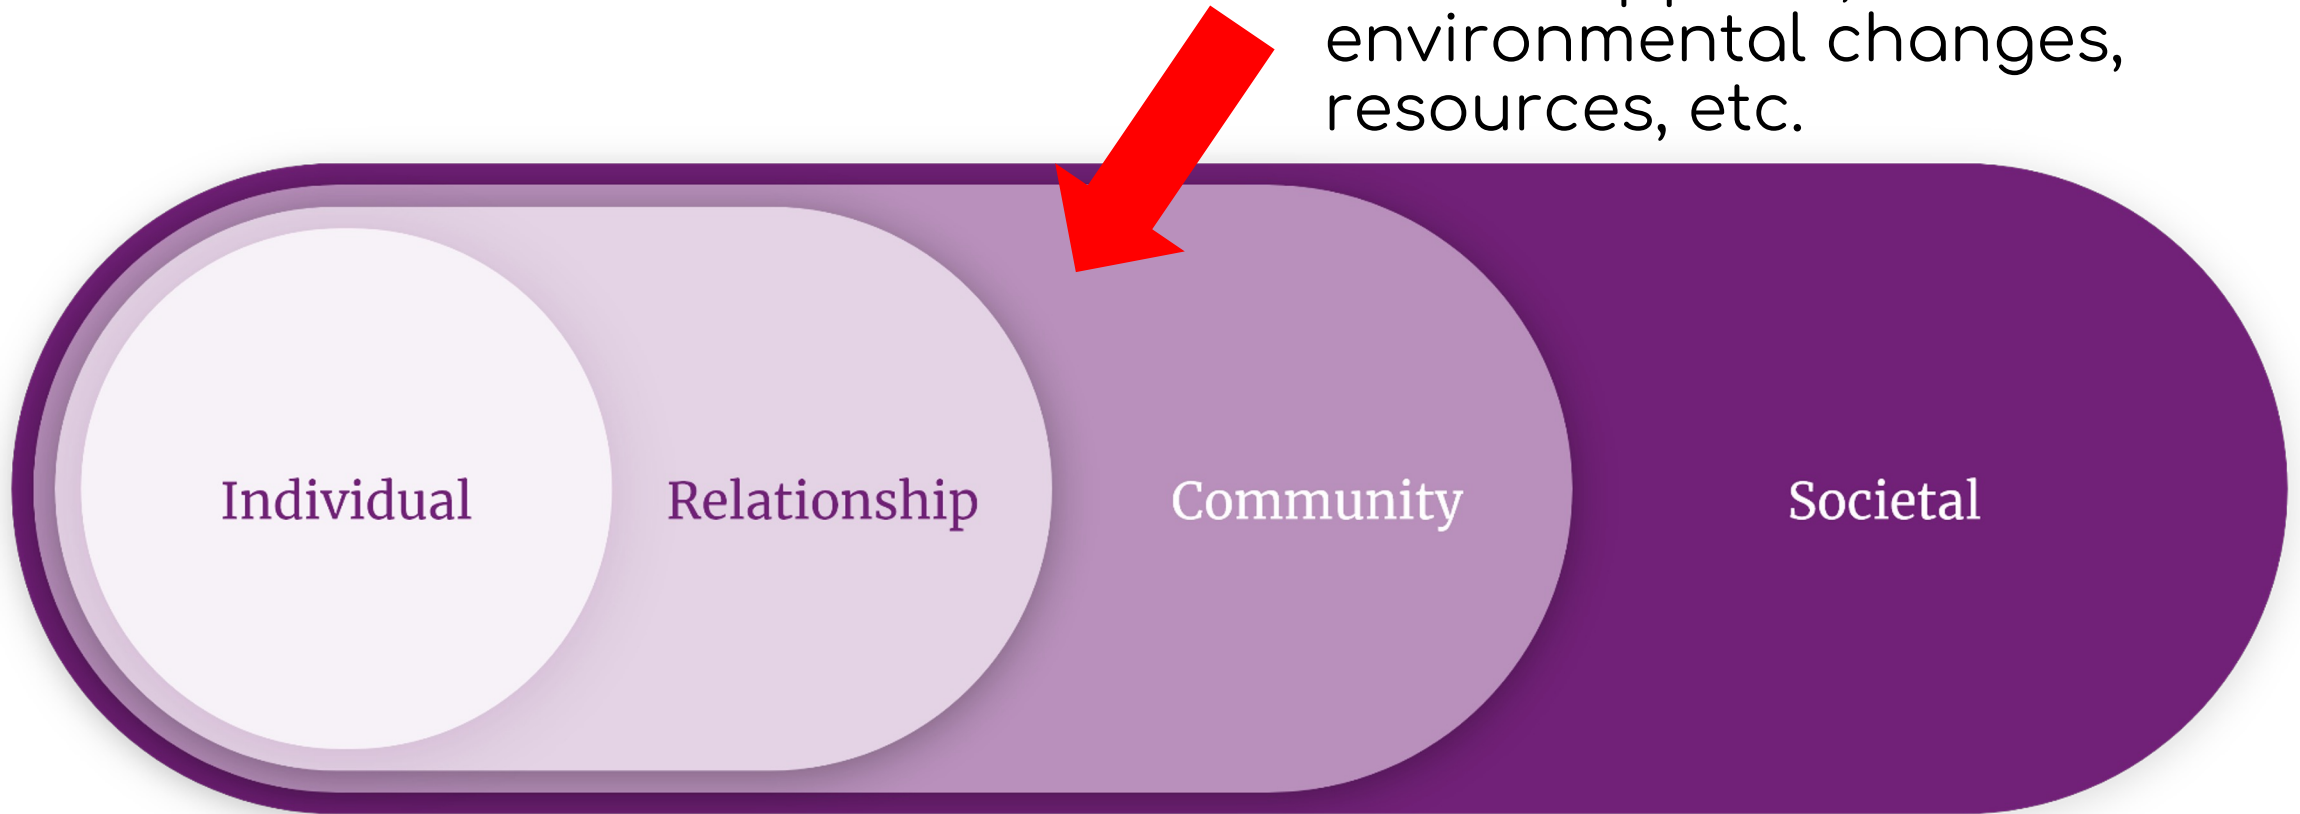 environmental changes,
resources, etc.
Individual
Relationship
Community
Societal